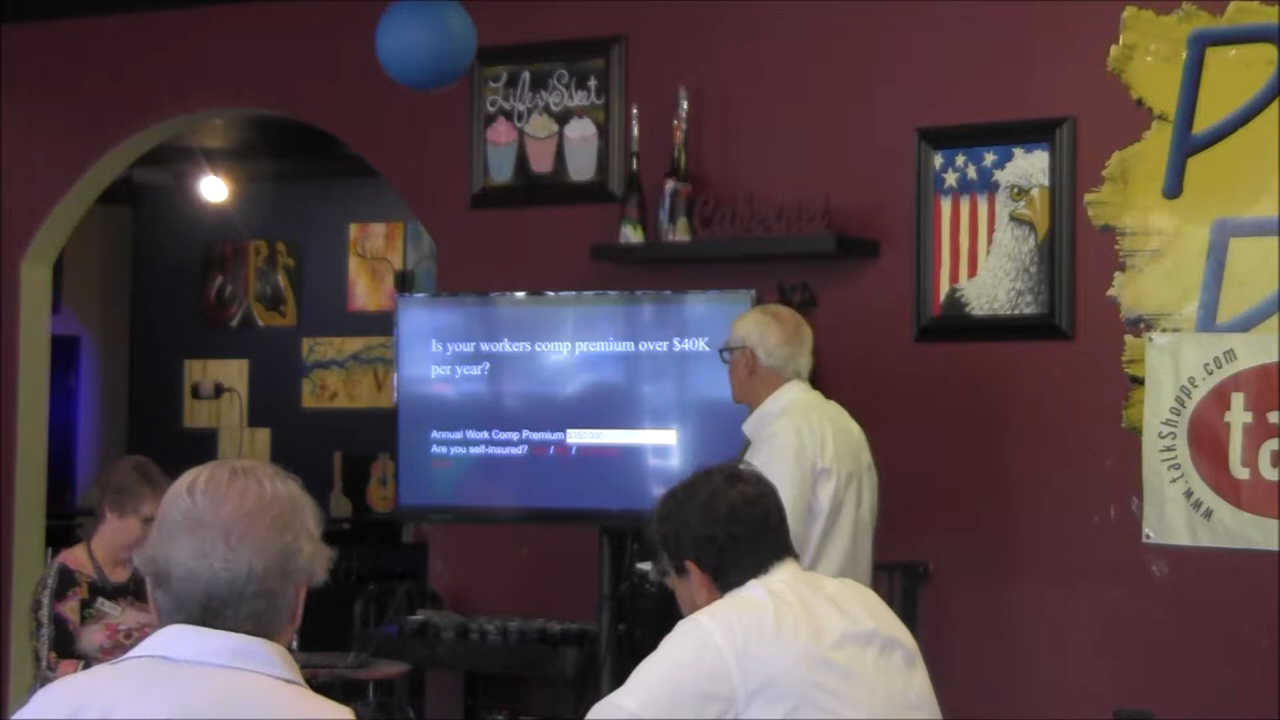 Life is Sweet
Cabernet
Is your workers comp premium over $40K
per year?
Annual Work Comp Premium
Are you self-insured? / /
www.talkShoppe.com
ta
P